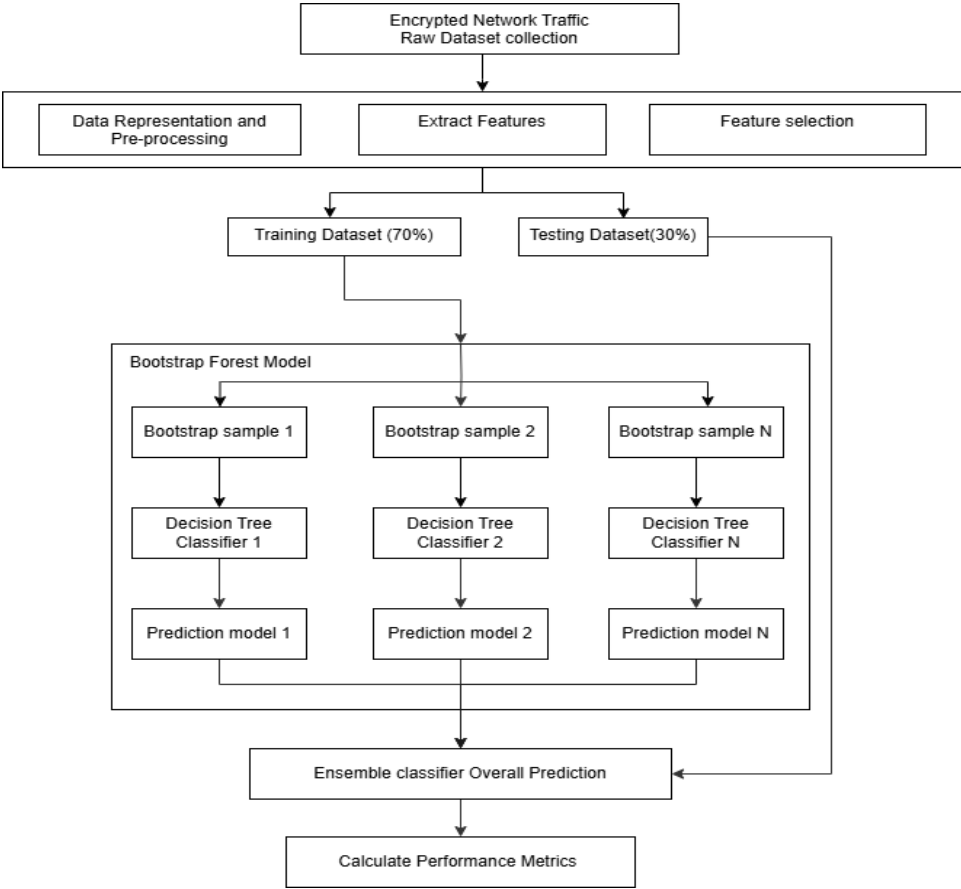 Encrypted Network Traffic
Raw Dataset collection
Data Representation and
Pre-processing
Extract Features
Feature selection
Training Dataset (70%)
Testing Dataset(30%)
Bootstrap Forest Model
Bootstrap sample 1
Bootstrap sample 2
Bootstrap sample N
Decision Tree
Classifier 1
Decision Tree
Classifier 2
Decision Tree
Classifier N
Prediction model 1
Prediction model 2
Prediction model N
Ensemble classifier Overall Prediction
Calculate Performance Metrics